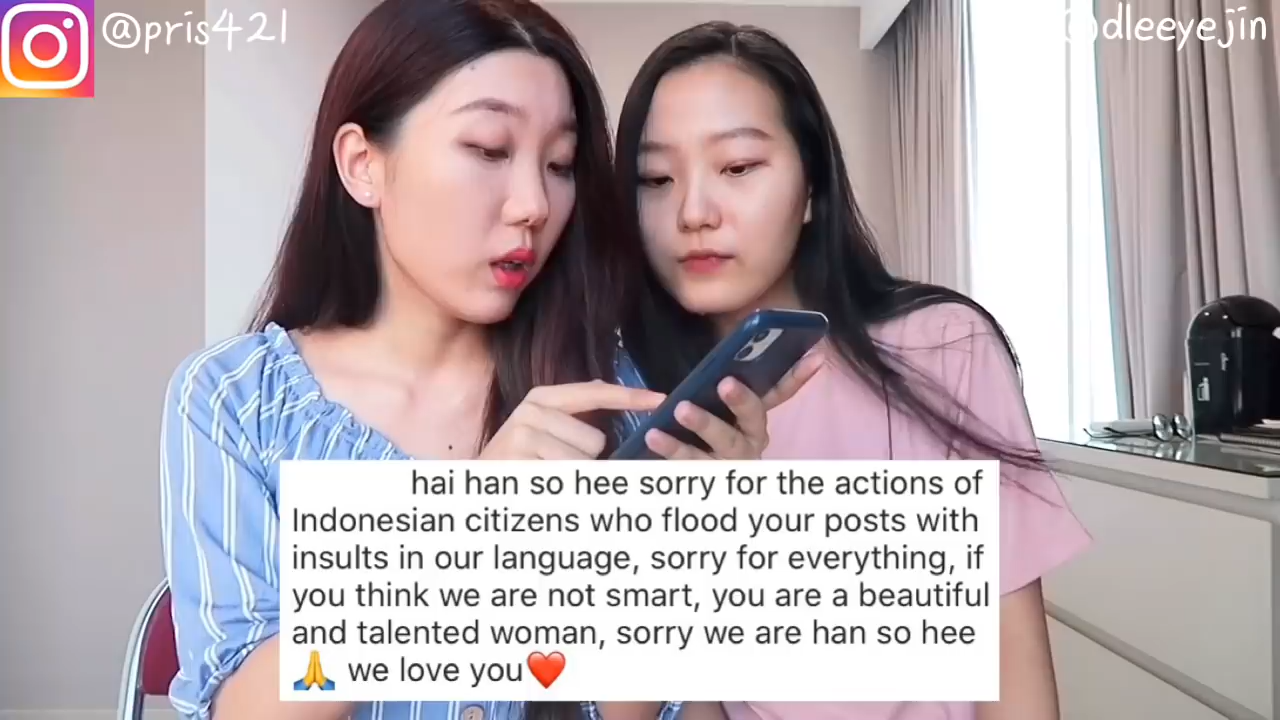 @pris421
@dleeyejin
hai han so hee sorry for the actions of
Indonesian citizens who flood your posts with
insults in our language, sorry for everything, if
you think we are not smart, you are a beautiful
and talented woman, sorry we are han so hee
🙏 we love you❤️